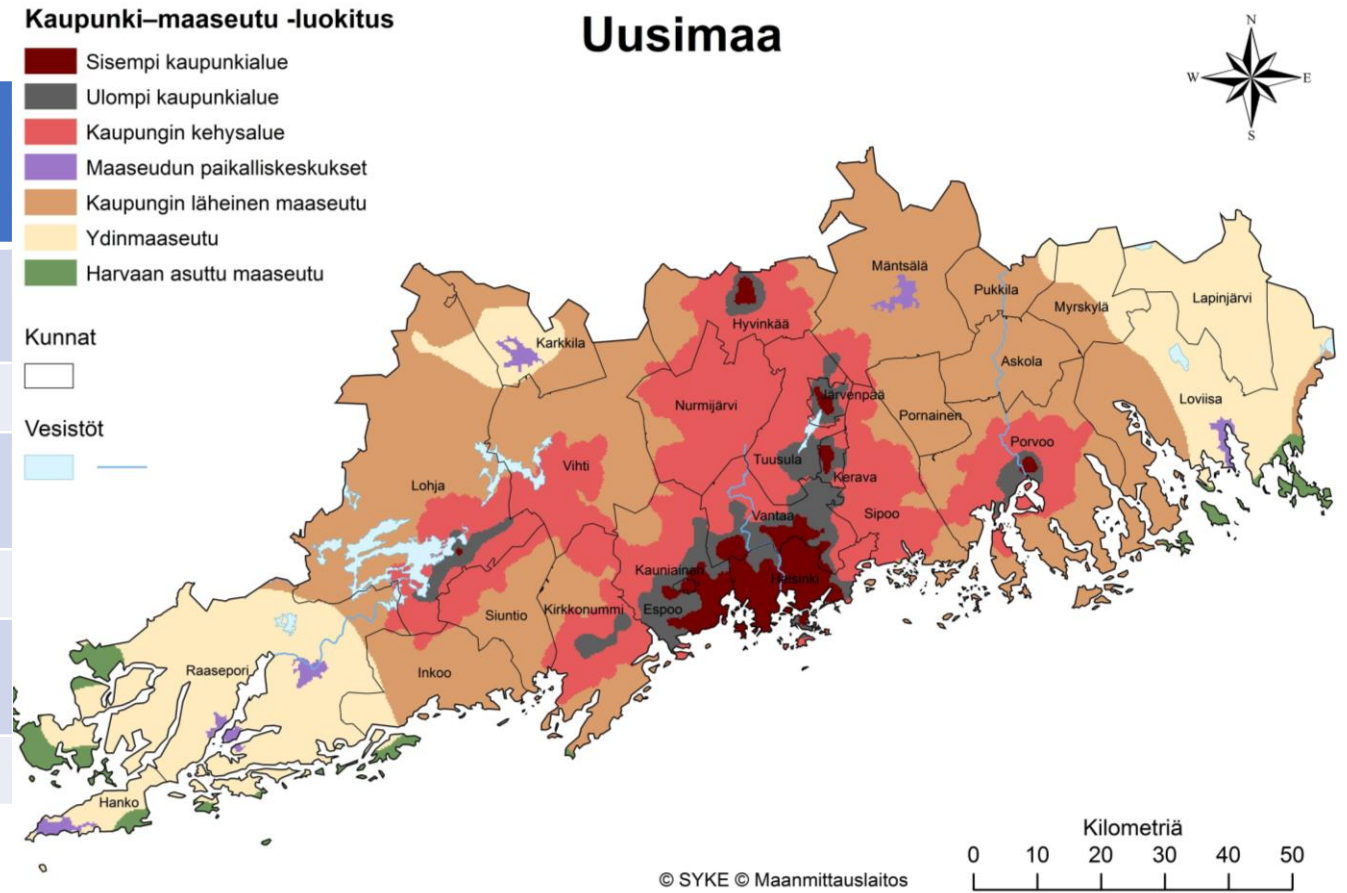 Kaupunki–maaseutu -luokitus
Sisempi kaupunkialue
Ulompi kaupunkialue
Kaupungin kehysalue
Maaseudun paikalliskeskukset
Kaupungin läheinen maaseutu
Ydinmaaseutu
Harvaan asuttu maaseutu
Kunnat
Vesistöt
Uusimaa
N
W
E
S
Mäntsälä
Pukkila
Myrskylä
Lapinjärvi
Hyvinkää
Karkkila
Askola
Nurmijärvi
Järvenpää
Pornainen
Loviisa
Porvoo
Vihti
Tuusula
Kerava
Lohja
Vantaa
Sipoo
Kauniainen
Helsinki
Siuntio
Kirkkonummi
Espoo
Raasepori
Inkoo
Hanko
Kilometriä
0 10 20 30 40 50
© SYKE © Maanmittauslaitos